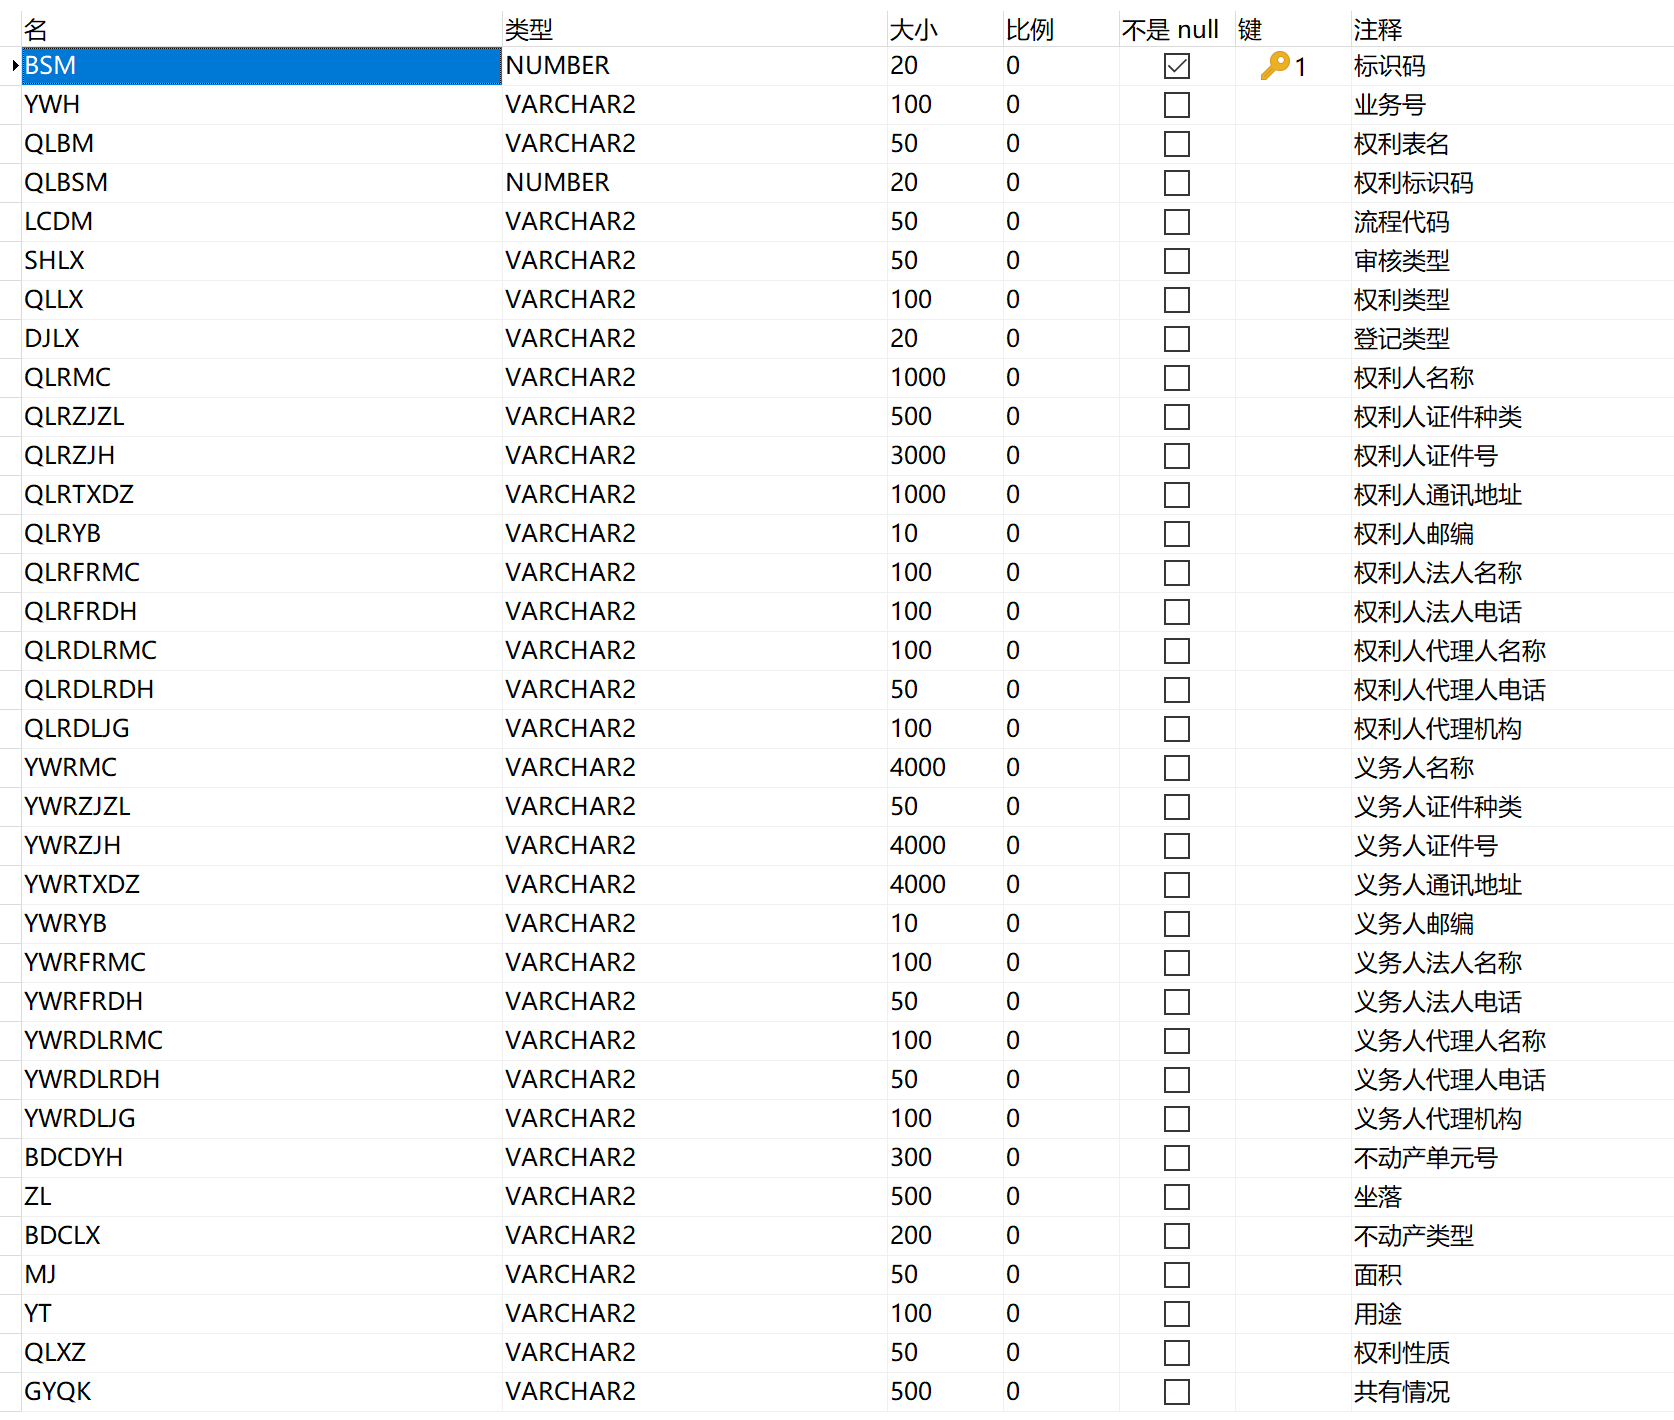 名 类型 大小 比例 不是 null 键 注释
BSM NUMBER 20 0 1 标识码
YWH VARCHAR2 100 0 业务号
QLBM VARCHAR2 50 0 权利表名
QLBSM NUMBER 20 0 权利标识码
LCDM VARCHAR2 50 0 流程代码
SHLX VARCHAR2 50 0 审核类型
QLLX VARCHAR2 100 0 权利类型
DJLX VARCHAR2 20 0 登记类型
QLRMC VARCHAR2 1000 0 权利人名称
QLRZJZL VARCHAR2 500 0 权利人证件种类
QLRZJH VARCHAR2 3000 0 权利人证件号
QLRTXDZ VARCHAR2 1000 0 权利人通讯地址
QLRYB VARCHAR2 10 0 权利人邮编
QLRFRMC VARCHAR2 100 0 权利人法人名称
QLRFRDH VARCHAR2 100 0 权利人法人电话
QLRDLRMC VARCHAR2 100 0 权利人代理人名称
QLRDLRDH VARCHAR2 50 0 权利人代理人电话
QLRDLJG VARCHAR2 100 0 权利人代理机构
YWRMC VARCHAR2 4000 0 义务人名称
YWRZJZL VARCHAR2 50 0 义务人证件种类
YWRZJH VARCHAR2 4000 0 义务人证件号
YWRTXDZ VARCHAR2 4000 0 义务人通讯地址
YWRYB VARCHAR2 10 0 义务人邮编
YWRFRMC VARCHAR2 100 0 义务人法人名称
YWRFRDH VARCHAR2 50 0 义务人法人电话
YWRDLRMC VARCHAR2 100 0 义务人代理人名称
YWRDLRDH VARCHAR2 50 0 义务人代理人电话
YWRDLJG VARCHAR2 100 0 义务人代理机构
BDCDYH VARCHAR2 300 0 不动产单元号
ZL VARCHAR2 500 0 坐落
BDCLX VARCHAR2 200 0 不动产类型
MJ VARCHAR2 50 0 面积
YT VARCHAR2 100 0 用途
QLXZ VARCHAR2 50 0 权利性质
GYQK VARCHAR2 500 0 共有情况